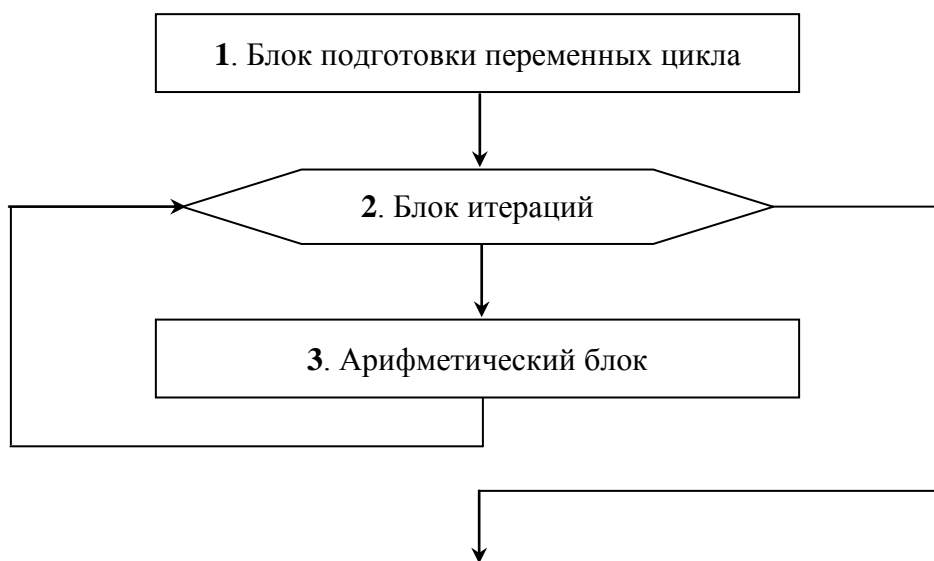 1. Блок подготовки переменных цикла
2. Блок итераций
3. Арифметический блок